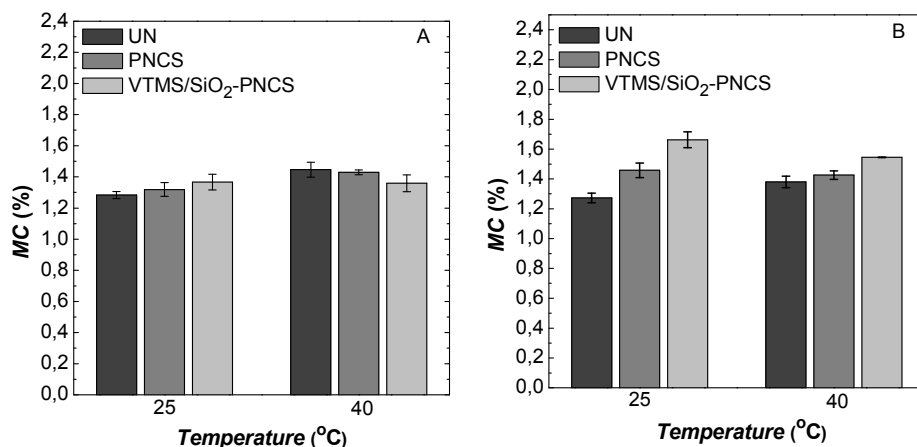 A
UN
PNCS
VTMS/SiO2-PNCS
2,4
2,2
2,0
1,8
1,6
1,4
1,2
1,0
0,8
0,6
0,4
0,2
0,0
MC (%)
25 40
Temperature (°C)
B
UN
PNCS
VTMS/SiO2-PNCS
2,4
2,2
2,0
1,8
1,6
1,4
1,2
1,0
0,8
0,6
0,4
0,2
0,0
MC (%)
25 40
Temperature (°C)